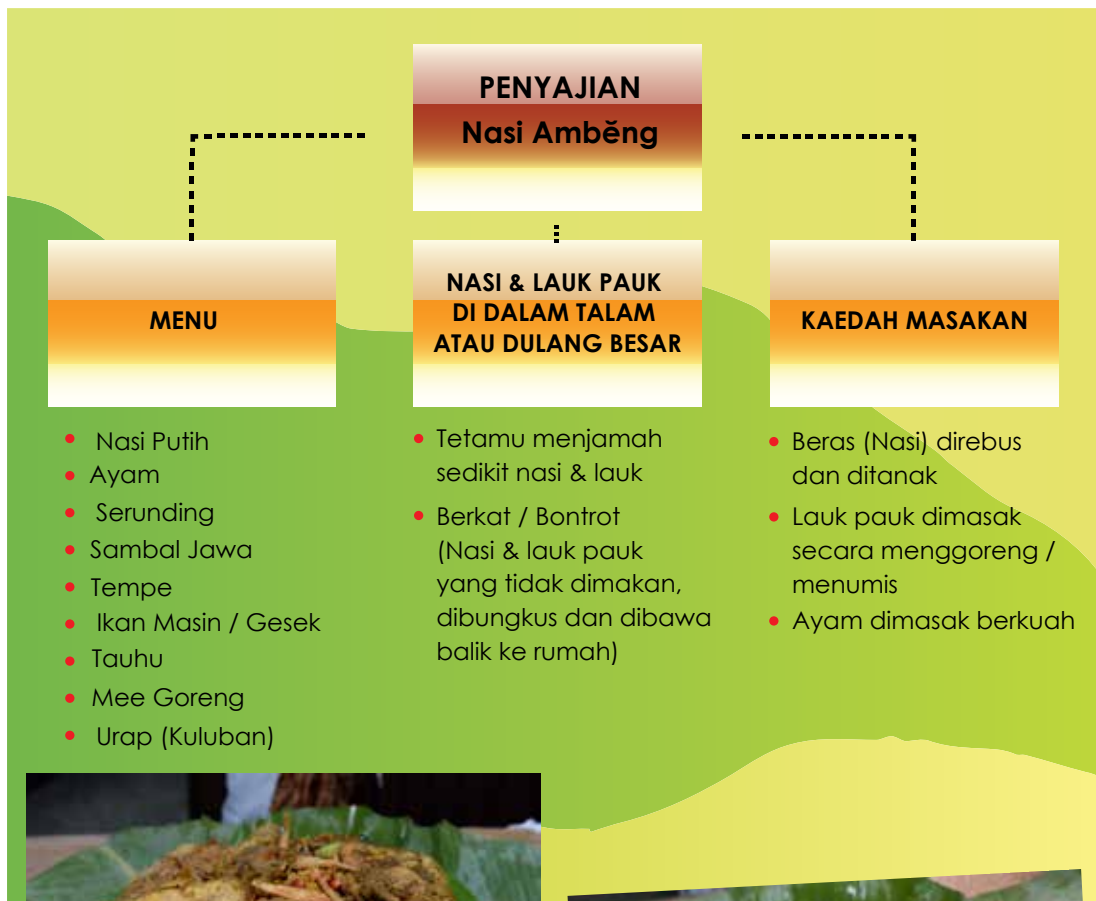 PENYAJIAN
Nasi Ambĕng
MENU
Nasi Putih
Ayam
Serunding
Sambal Jawa
Tempe
Ikan Masin / Gesek
Tauhu
Mee Goreng
Urap (Kuluban)
NASI & LAUK PAUK
DI DALAM TALAM
ATAU DULANG BESAR
Tetamu menjamah
sedikit nasi & lauk
Berkat / Bontrot
(Nasi & lauk pauk
yang tidak dimakan,
dibungkus dan dibawa
balik ke rumah)
KAEDAH MASAKAN
Beras (Nasi) direbus
dan ditanak
Lauk pauk dimasak
secara menggoreng /
menumis
Ayam dimasak berkuah